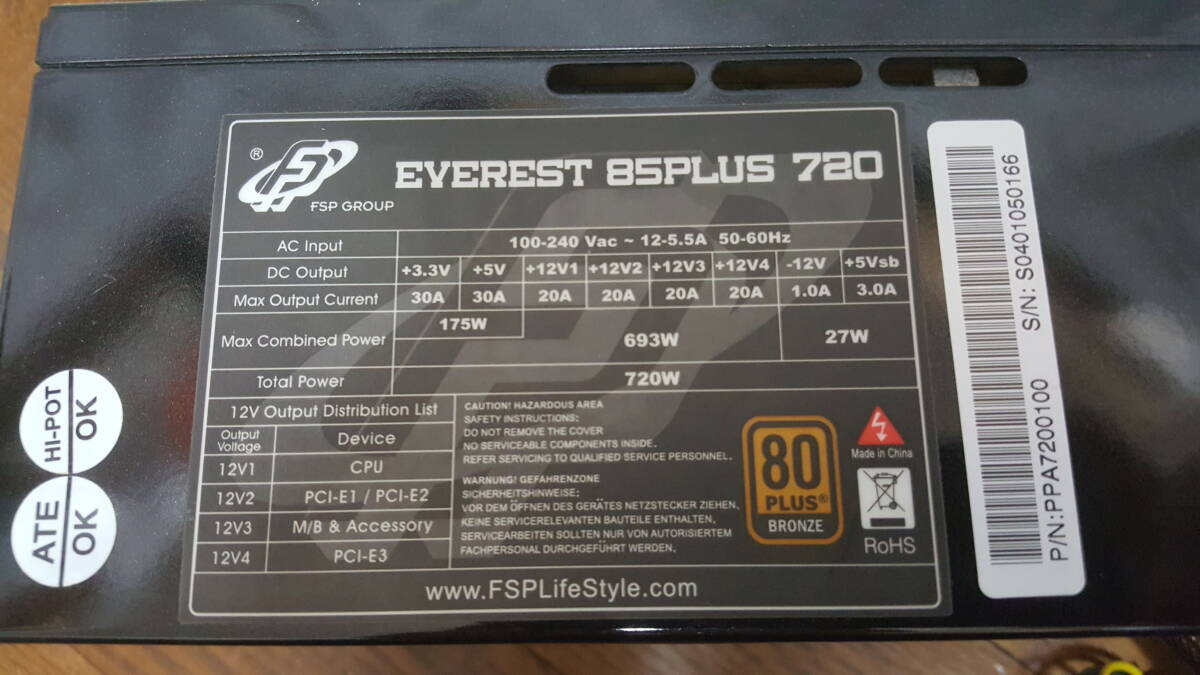 ® FSP GROUP
EVEREST 85PLUS 720
AC Input 100-240 Vac ~ 12-5.5A 50-60Hz
DC Output +3.3V +5V +12V1 +12V2 +12V3 +12V4 -12V +5Vsb
Max Output Current 30A 30A 20A 20A 20A 20A 1.0A 3.0A
Max Combined Power 175W 693W 27W
Total Power 720W
12V Output Distribution List
Output Voltage Device
12V1 CPU
12V2 PCI-E1 / PCI-E2
12V3 M/B & Accessory
12V4 PCI-E3
CAUTION! HAZARDOUS AREA
SAFETY INSTRUCTIONS:
DO NOT REMOVE THE COVER
NO SERVICEABLE COMPONENTS INSIDE.
REFER SERVICING TO QUALIFIED SERVICE PERSONNEL.
WARNUNG! GEFAHRENZONE
SICHERHEITSHINWEISE:
VOR DEM ÖFFNEN DES GERÄTES NETZSTECKER ZIEHEN.
KEINE SERVICERELEVANTEN BAUTEILE ENTHALTEN.
SERVICEARBEITEN SOLLTEN NUR VON AUTORISIERTEM
FACHPERSONAL DURCHGEFÜHRT WERDEN.
80
PLUS®
BRONZE
Made in China
RoHS
www.FSPLifeStyle.com
HI-POT
OK
ATE
OK
S/N: S0401050166
P/N:PPA7200100